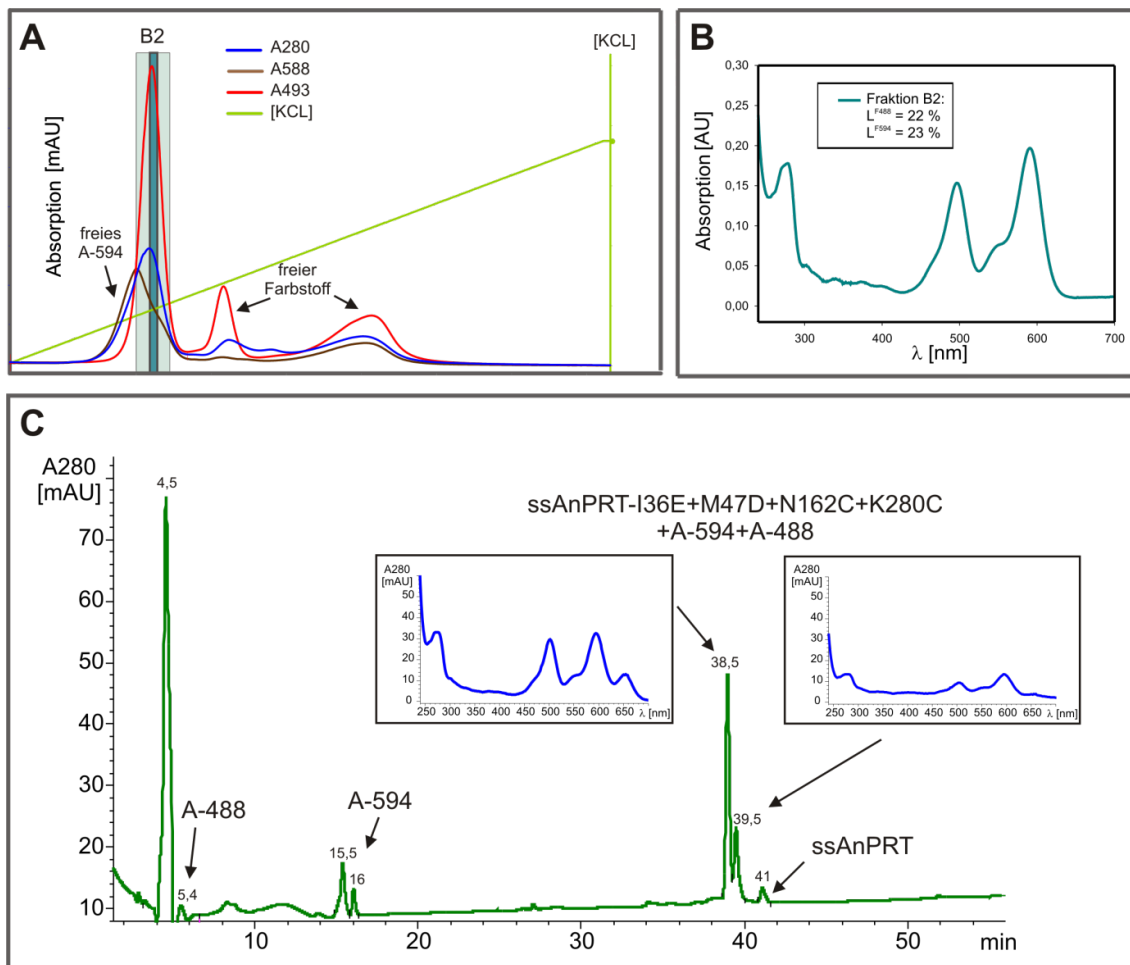 A
B2
A280
A588
A493
[KCL]
[KCL]
Absorption [mAU]
freies
A-594
freier
Farbstoff
B
0,30
0,25
0,20
0,15
0,10
0,05
0,00
Absorption [AU]
Fraktion B2:
L^F488 = 22 %
L^F594 = 23 %
300
400
500
600
700
λ [nm]
C
A280
[mAU]
70
60
50
40
30
20
10
4,5
A-488
5,4
A-594
15,5
16
ssAnPRT-I36E+M47D+N162C+K280C
+A-594+A-488
A280
[mAU]
50
40
30
20
10
0
250 300 350 400 450 500 550 600 650 λ [nm]
A280
[mAU]
50
40
30
20
10
0
250 300 350 400 450 500 550 600 650 λ [nm]
38,5
39,5
ssAnPRT
41
10
20
30
40
50
min